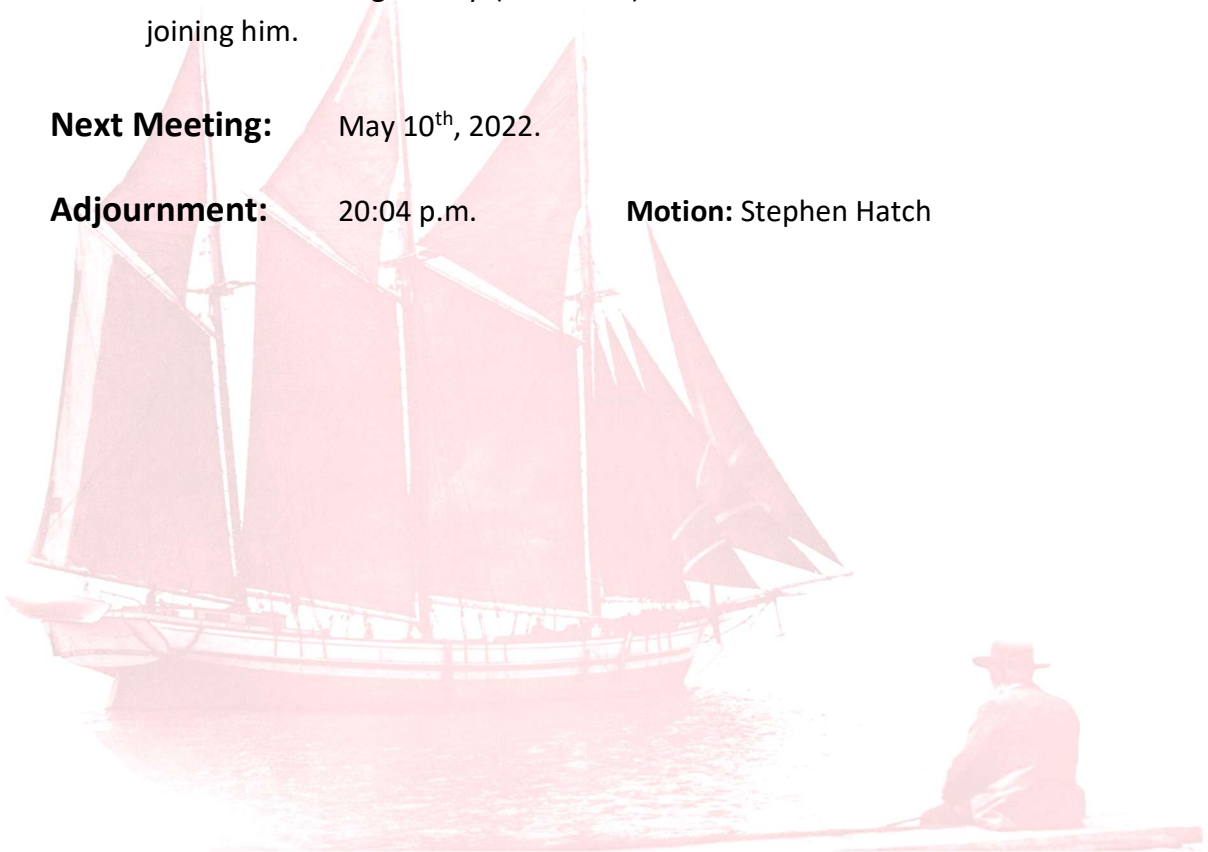 joining him.
Next Meeting: May 10th, 2022.
Adjournment: 20:04 p.m. Motion: Stephen Hatch